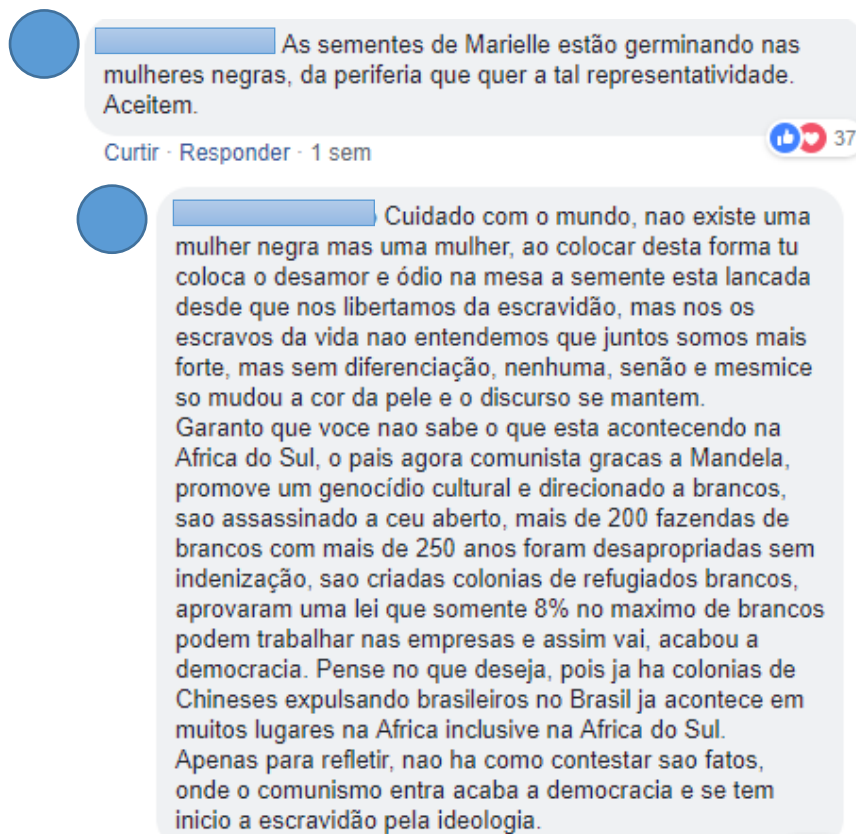 As sementes de Marielle estão germinando nas
mulheres negras, da periferia que quer a tal representatividade.
Aceitem.
Curtir · Responder · 1 sem
37
Cuidado com o mundo, nao existe uma
mulher negra mas uma mulher, ao colocar desta forma tu
coloca o desamor e ódio na mesa a semente esta lancada
desde que nos libertamos da escravidão, mas nos os
escravos da vida nao entendemos que juntos somos mais
forte, mas sem diferenciação, nenhuma, senão e mesmice
so mudou a cor da pele e o discurso se mantem.
Garanto que voce nao sabe o que esta acontecendo na
Africa do Sul, o pais agora comunista gracas a Mandela,
promove um genocídio cultural e direcionado a brancos,
sao assassinado a ceu aberto, mais de 200 fazendas de
brancos com mais de 250 anos foram desapropriadas sem
indenização, sao criadas colonias de refugiados brancos,
aprovaram uma lei que somente 8% no maximo de brancos
podem trabalhar nas empresas e assim vai, acabou a
democracia. Pense no que deseja, pois ja ha colonias de
Chineses expulsando brasileiros no Brasil ja acontece em
muitos lugares na Africa inclusive na Africa do Sul.
Apenas para refletir, nao ha como contestar sao fatos,
onde o comunismo entra acaba a democracia e se tem
inicio a escravidão pela ideologia.